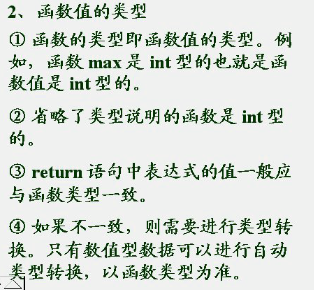 2、函数值的类型
① 函数的类型即函数值的类型。例
如，函数 max 是 int 型的也就是函
数值是 int 型的。
② 省略了类型说明的函数是 int 型
的。
③ return 语句中表达式的值一般应
与函数类型一致。
④ 如果不一致，则需要进行类型转
换。只有数值型数据可以进行自动
类型转换，以函数类型为准。